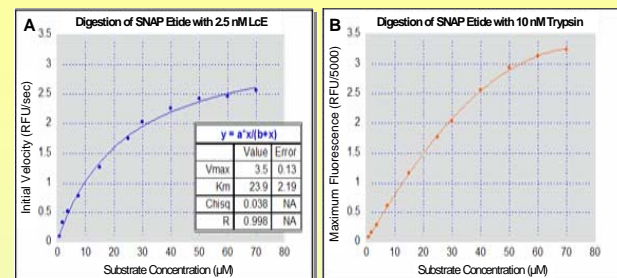 A Digestion of SNAP Etide with 2.5 nM LcE
3.5
3
2.5
2
1.5
1
0.5
0
0 10 20 30 40 50 60 70 80
Initial Velocity (RFU/sec)
Substrate Concentration (µM)
y = a*x/(b+x)
Value Error
Vmax 3.5 0.13
Km 23.9 2.19
Chisq 0.038 NA
R 0.998 NA
B Digestion of SNAP Etide with 10 nM Trypsin
3.5
3
2.5
2
1.5
1
0.5
0
0 10 20 30 40 50 60 70 80
Maximum Fluorescence (RFU/5000)
Substrate Concentration (µM)